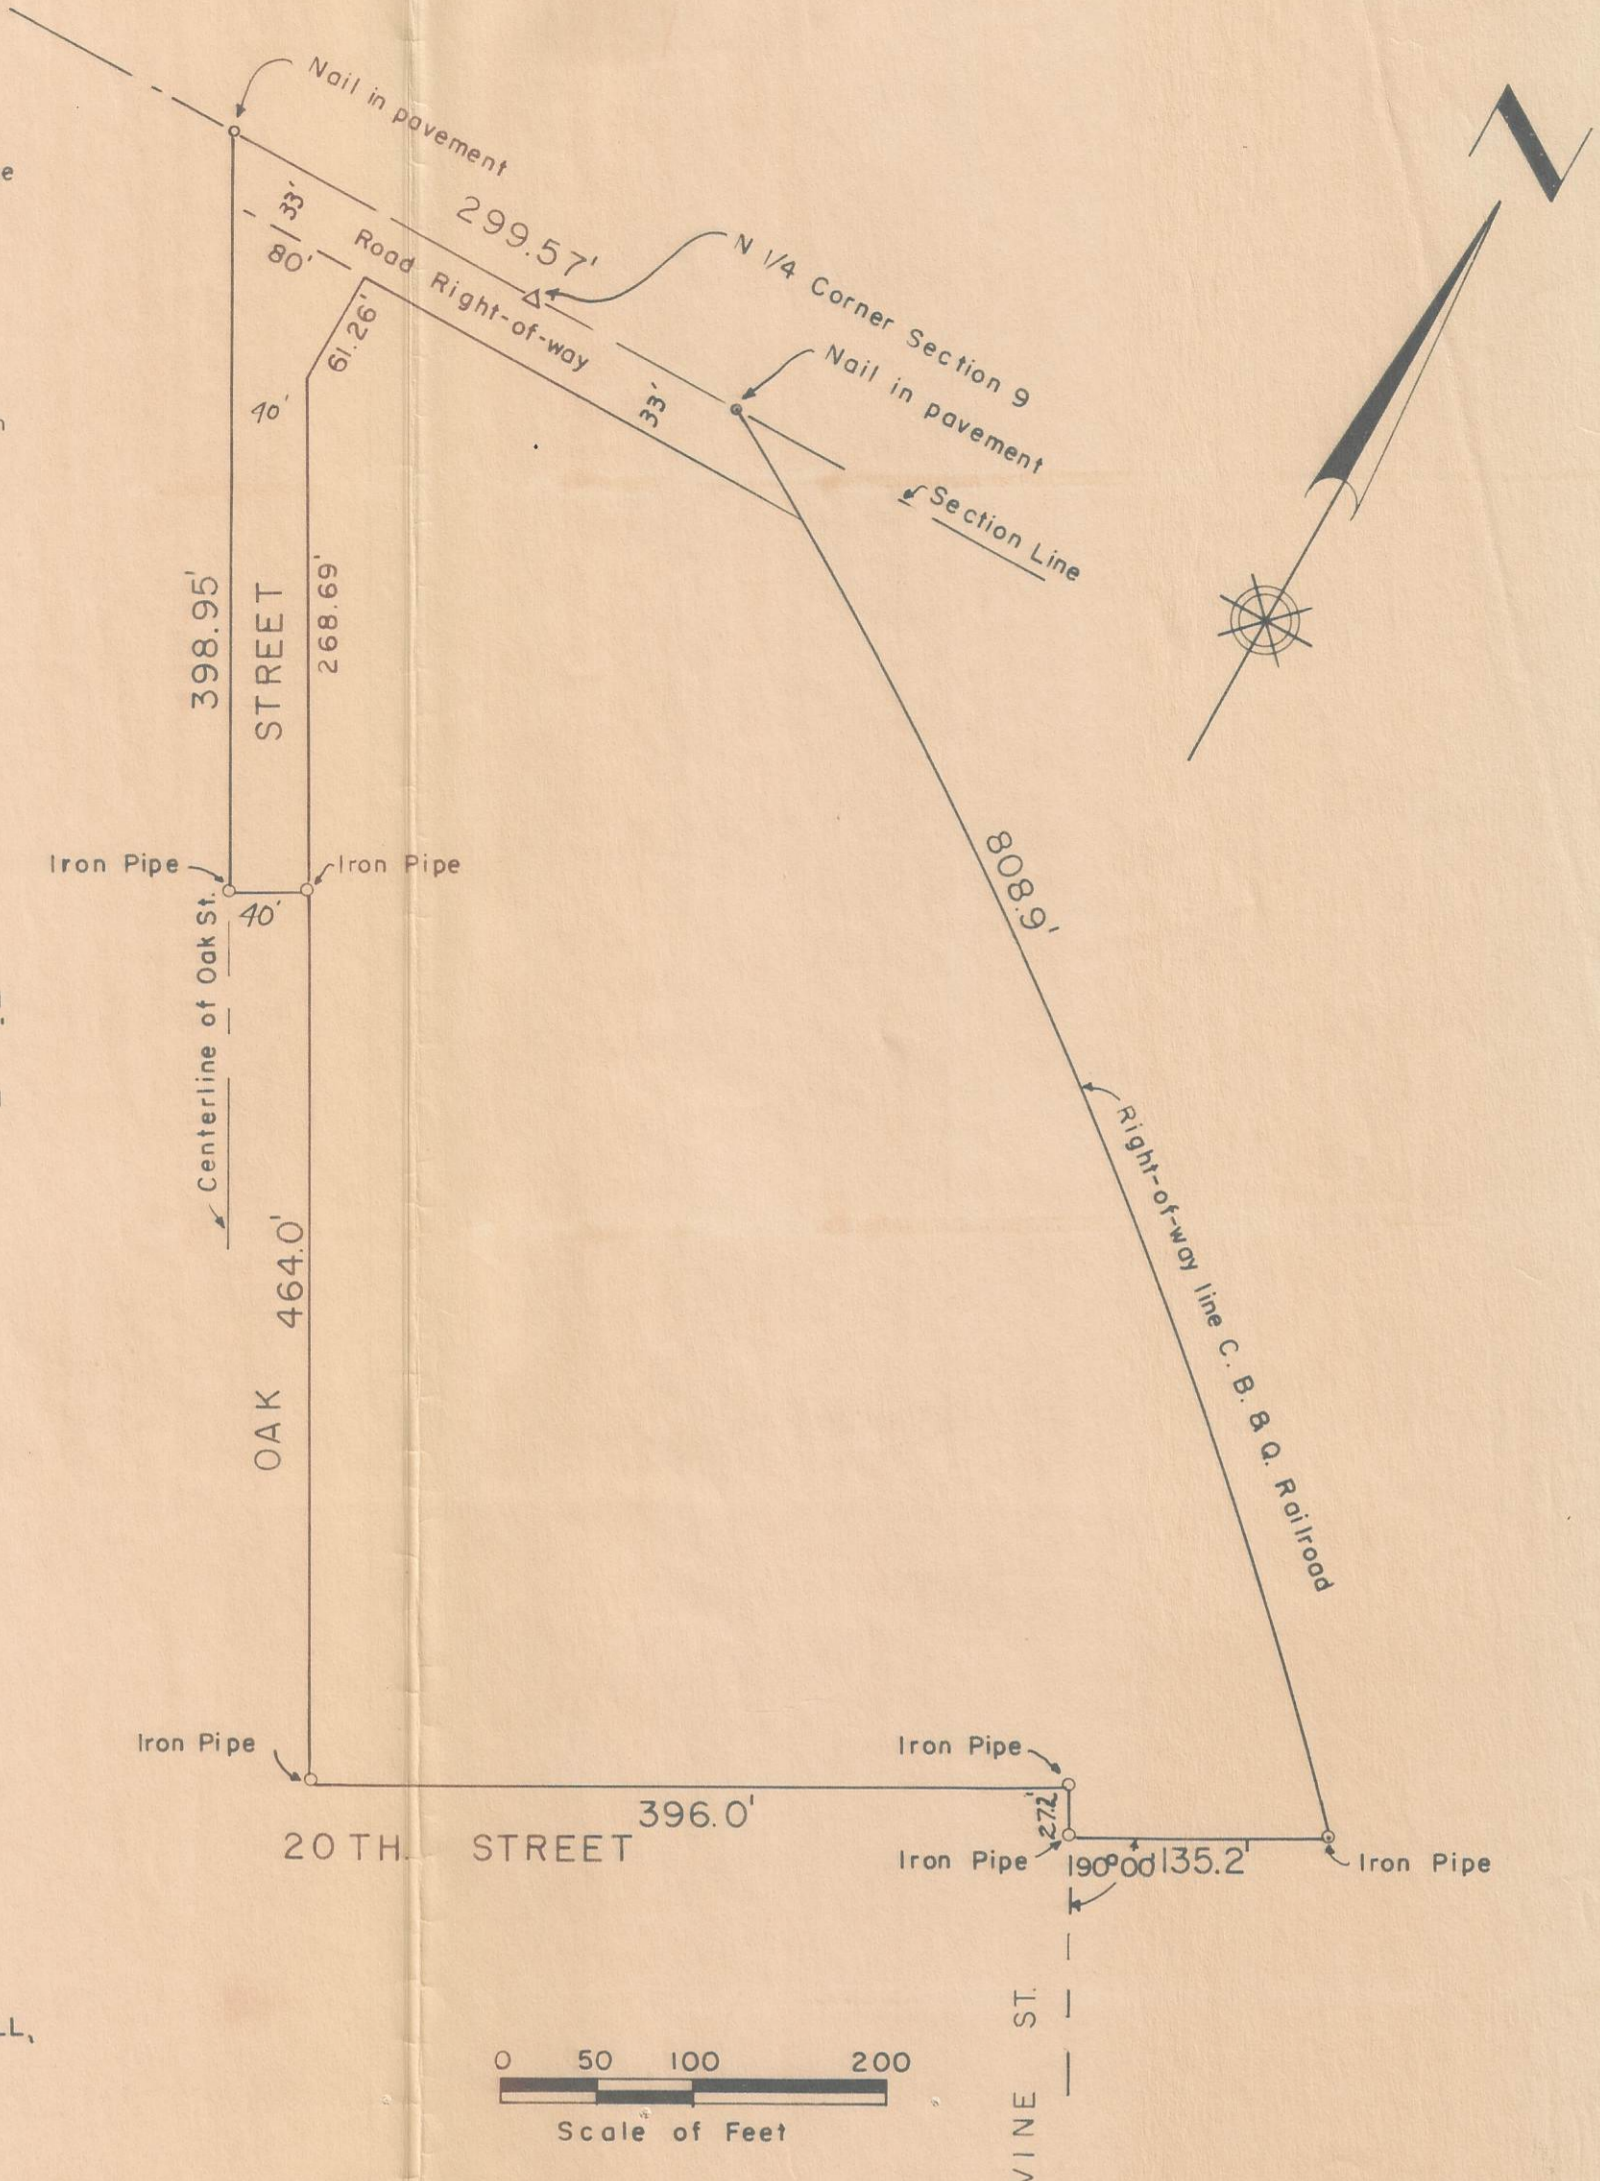 N
Nail in pavement
e
33'
299.57'
80'
Road Right-of-way
N 1/4 Corner Section 9
61.26'
Nail in pavement
33'
40'
Section Line
398.95'
STREET
268.69'
808.9'
Iron Pipe
Iron Pipe
40'
Centerline of Oak St.
Right-of-way line C. B. & Q. Railroad
464.0'
OAK
Iron Pipe
Iron Pipe
396.0'
27.2'
20TH. STREET
Iron Pipe
90°00'
135.2'
Iron Pipe
VINE ST.
LL,
0 50 100 200
Scale of Feet